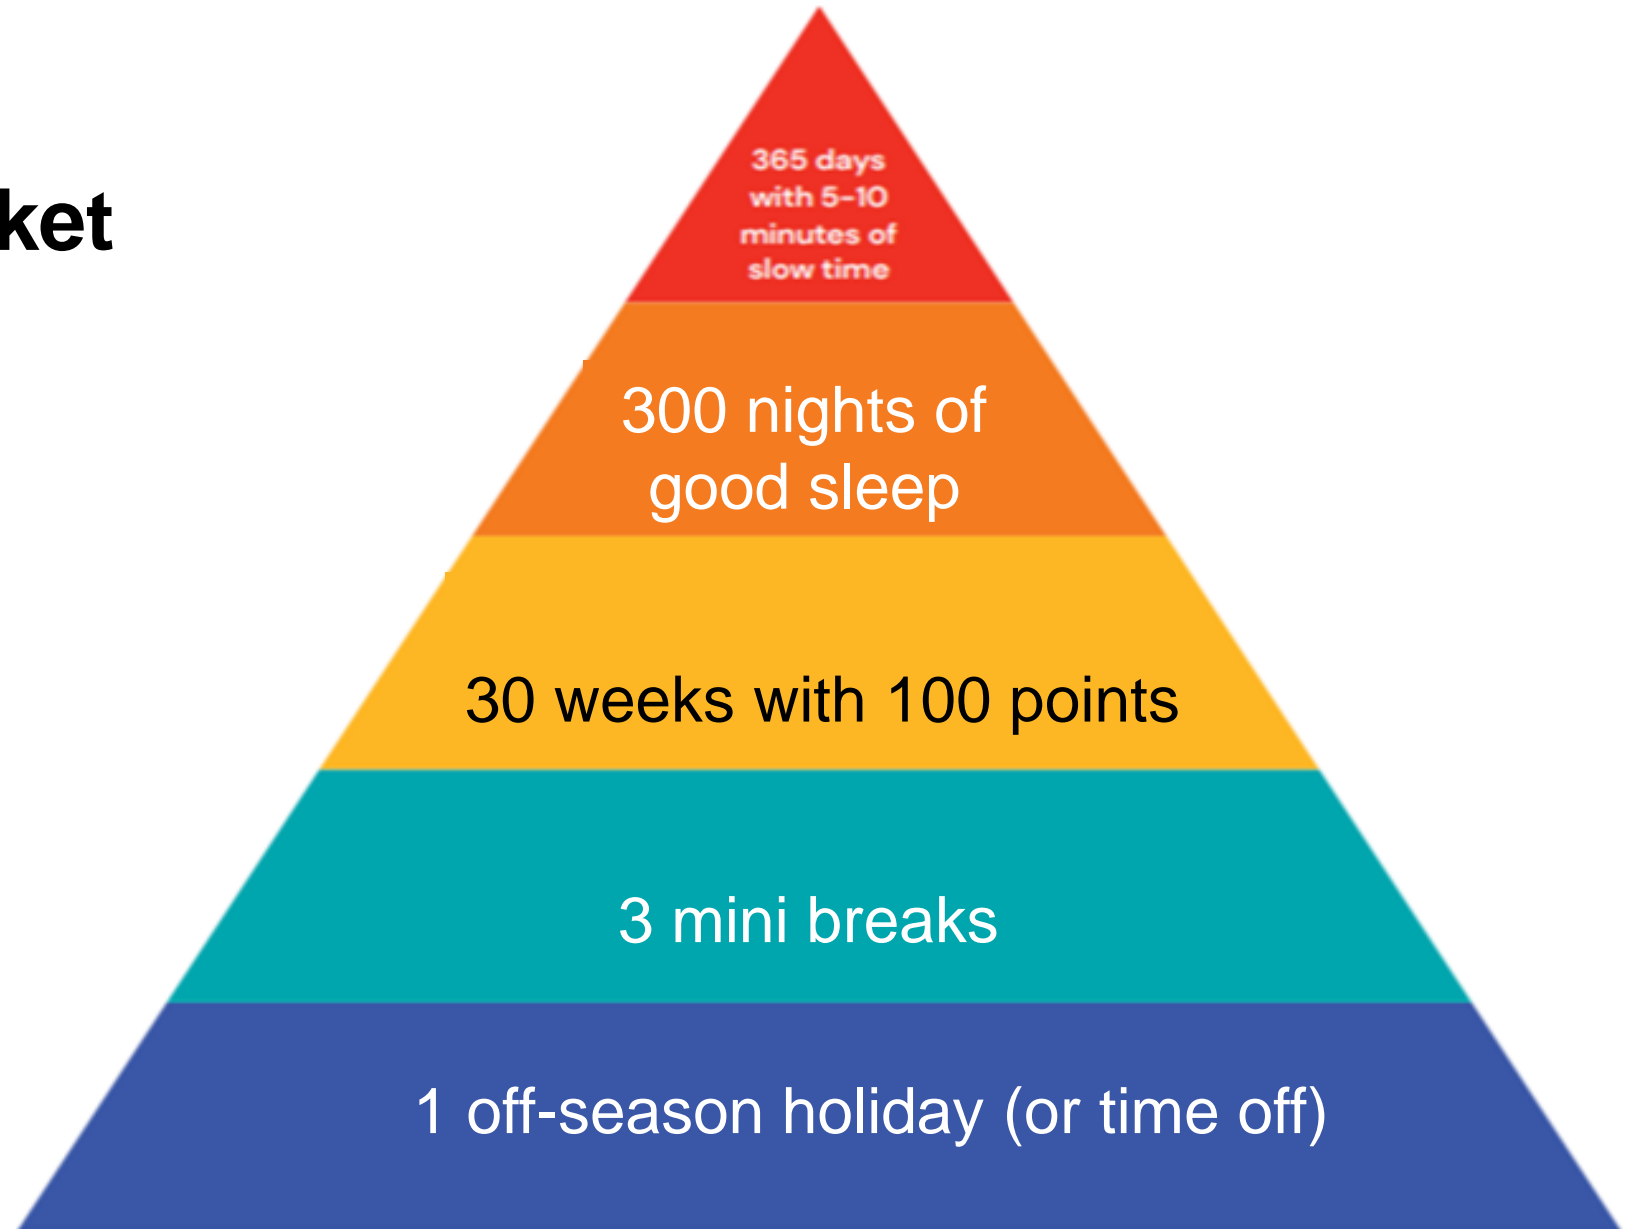 365 days
with 5-10
minutes of
slow time
ket
300 nights of
good sleep
30 weeks with 100 points
3 mini breaks
1 off-season holiday (or time off)